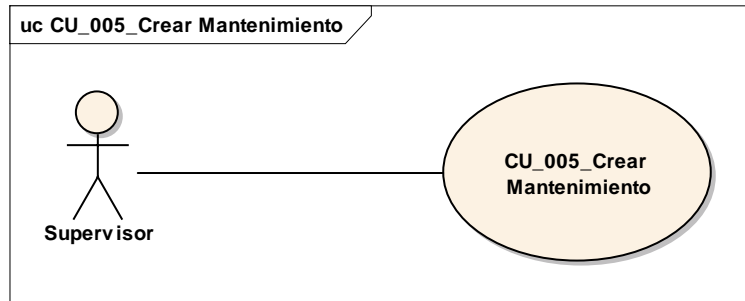 uc CU_005_Crear Mantenimiento
CU_005_Crear
Mantenimiento
Supervisor